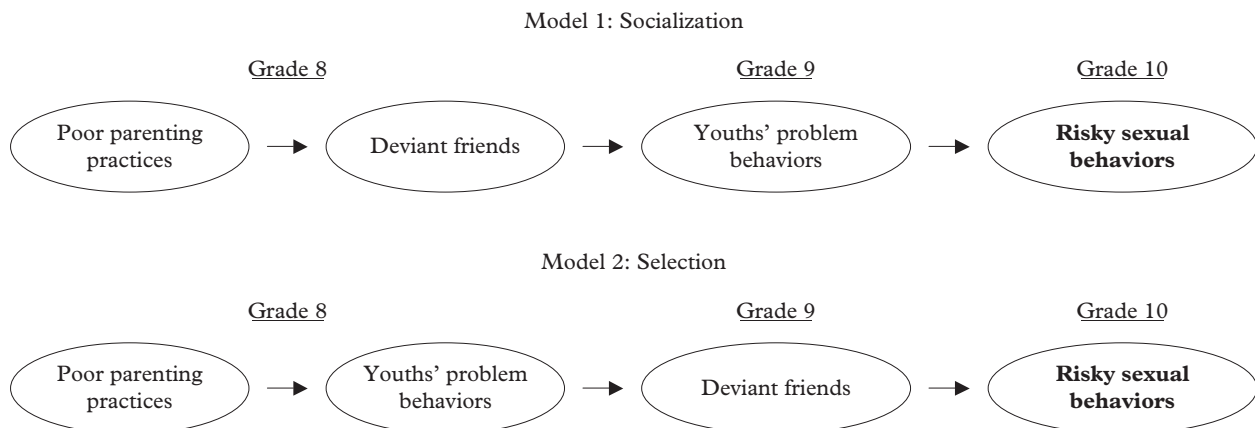 Model 1: Socialization
Grade 8
Grade 9
Grade 10
Poor parenting
practices
Deviant friends
Youths’ problem
behaviors
Risky sexual
behaviors
Model 2: Selection
Grade 8
Grade 9
Grade 10
Poor parenting
practices
Youths’ problem
behaviors
Deviant friends
Risky sexual
behaviors